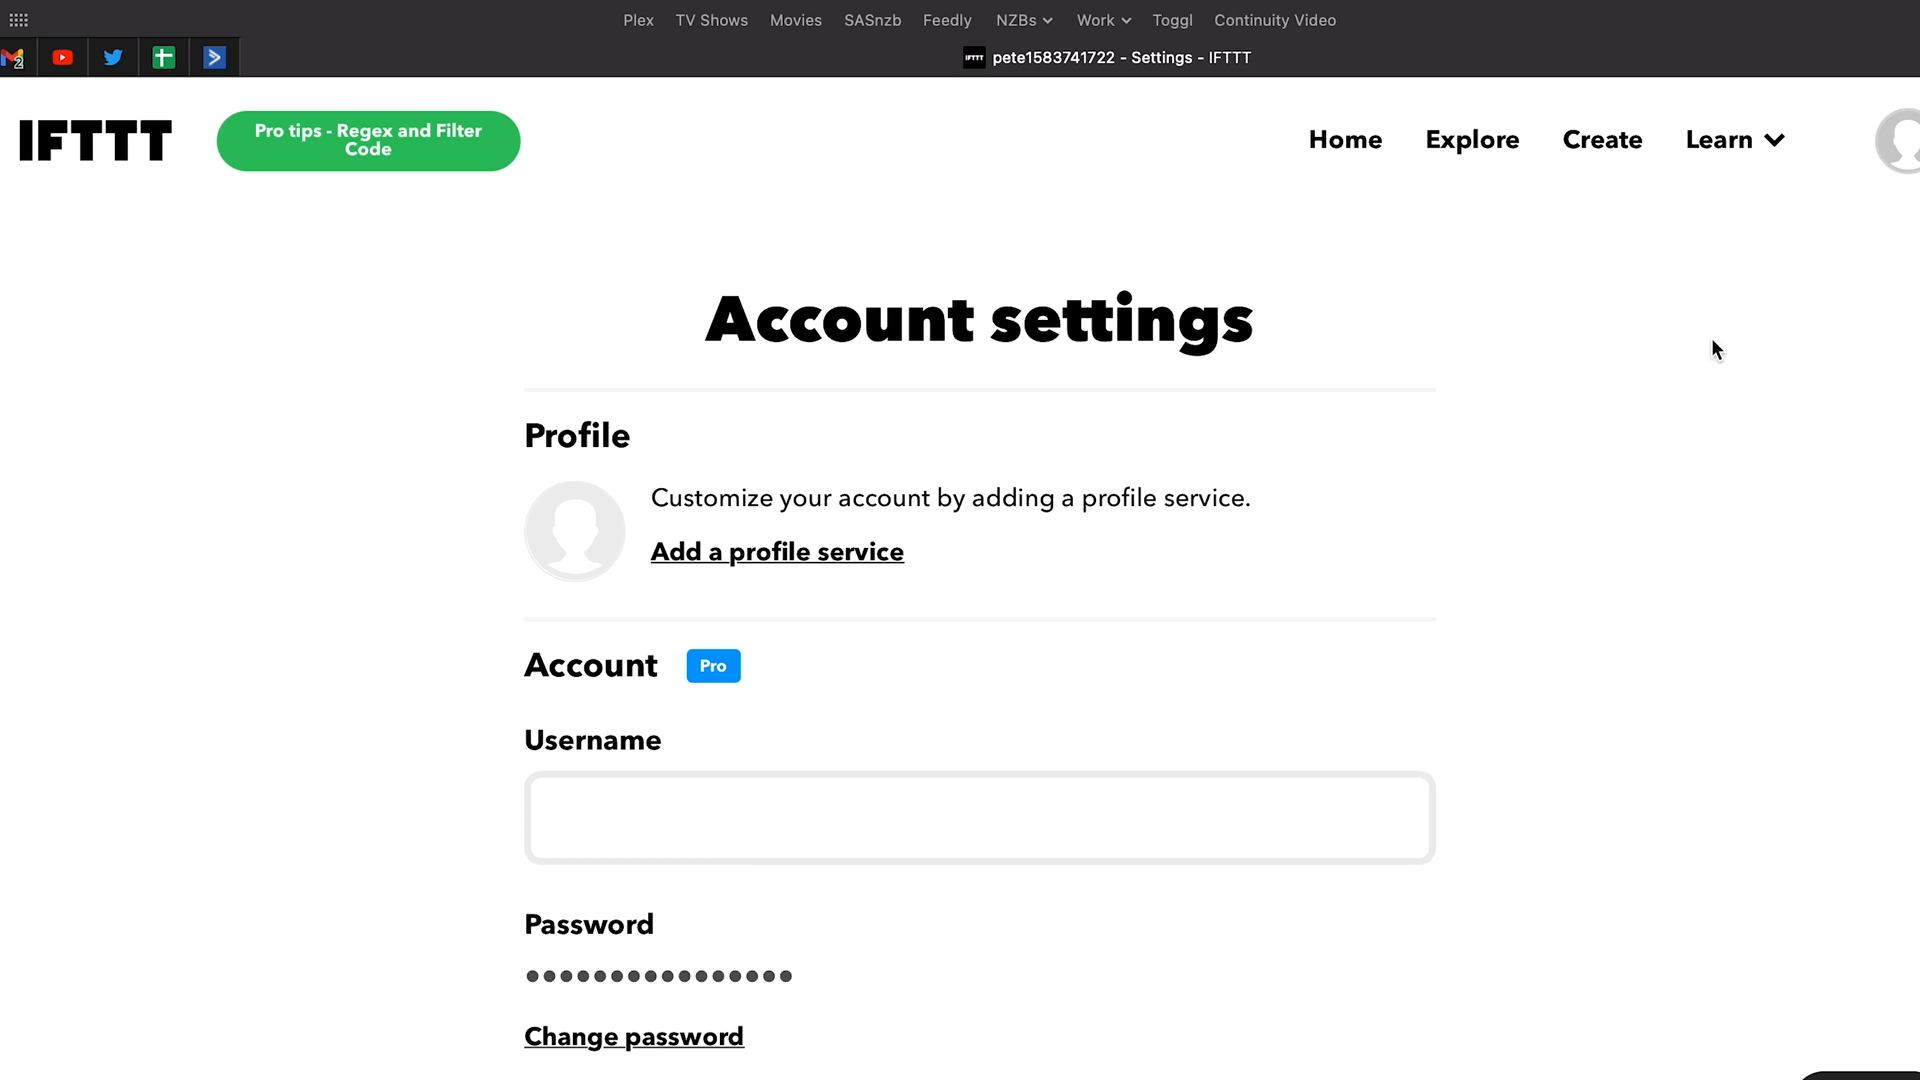 Plex TV Shows Movies SASnzb Feedly NZBs Work Toggl Continuity Video
2
IFTTT pete1583741722 - Settings - IFTTT
IFTTT
Pro tips - Regex and Filter
Code
Home Explore Create Learn
Account settings
Profile
Customize your account by adding a profile service.
Add a profile service
Account Pro
Username
Password
Change password